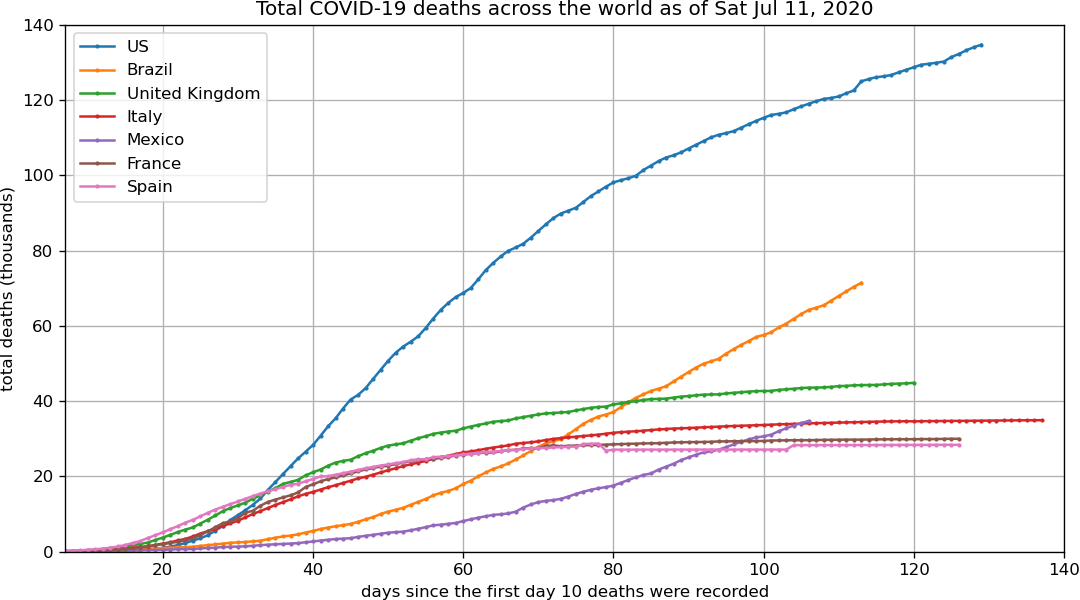 Total COVID-19 deaths across the world as of Sat Jul 11, 2020
total deaths (thousands)
140
120
100
80
60
40
20
0
US
Brazil
United Kingdom
Italy
Mexico
France
Spain
20 40 60 80 100 120 140
days since the first day 10 deaths were recorded